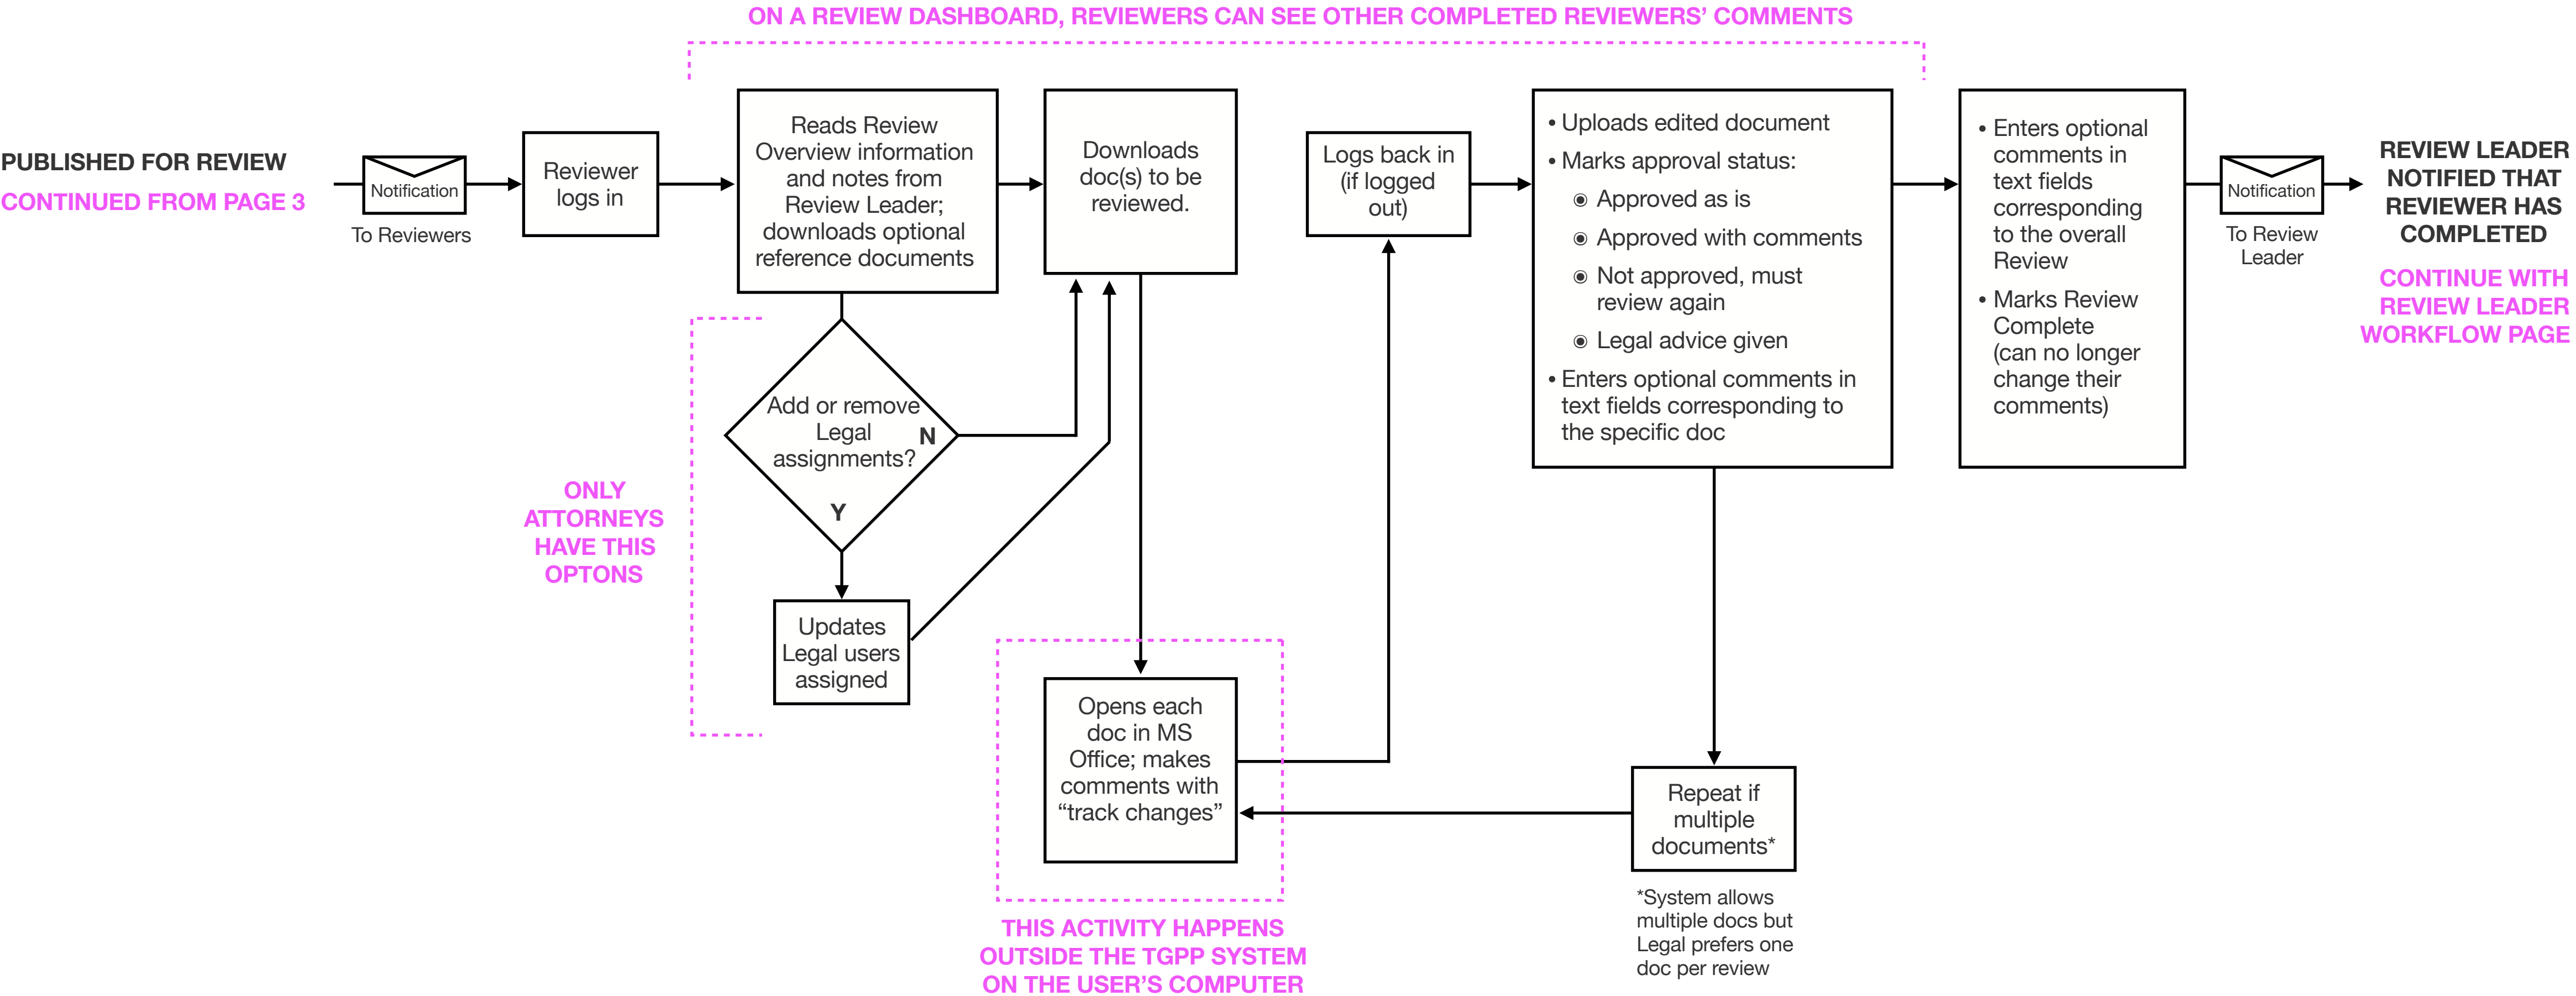 ON A REVIEW DASHBOARD, REVIEWERS CAN SEE OTHER COMPLETED REVIEWERS’ COMMENTS
PUBLISHED FOR REVIEW
CONTINUED FROM PAGE 3
Notification
To Reviewers
Reviewer
logs in
Reads Review
Overview information
and notes from
Review Leader;
downloads optional
reference documents
Downloads
doc(s) to be
reviewed.
Add or remove
Legal
assignments?
N
Y
ONLY
ATTORNEYS
HAVE THIS
OPTONS
Updates
Legal users
assigned
Opens each
doc in MS
Office; makes
comments with
“track changes”
THIS ACTIVITY HAPPENS
OUTSIDE THE TGPP SYSTEM
ON THE USER’S COMPUTER
Logs back in
(if logged
out)
• Uploads edited document
• Marks approval status:
◉ Approved as is
◉ Approved with comments
◉ Not approved, must
review again
◉ Legal advice given
• Enters optional comments in
text fields corresponding to
the specific doc
Repeat if
multiple
documents*
*System allows
multiple docs but
Legal prefers one
doc per review
• Enters optional
comments in
text fields
corresponding
to the overall
Review
• Marks Review
Complete
(can no longer
change their
comments)
Notification
To Review
Leader
REVIEW LEADER
NOTIFIED THAT
REVIEWER HAS
COMPLETED
CONTINUE WITH
REVIEW LEADER
WORKFLOW PAGE